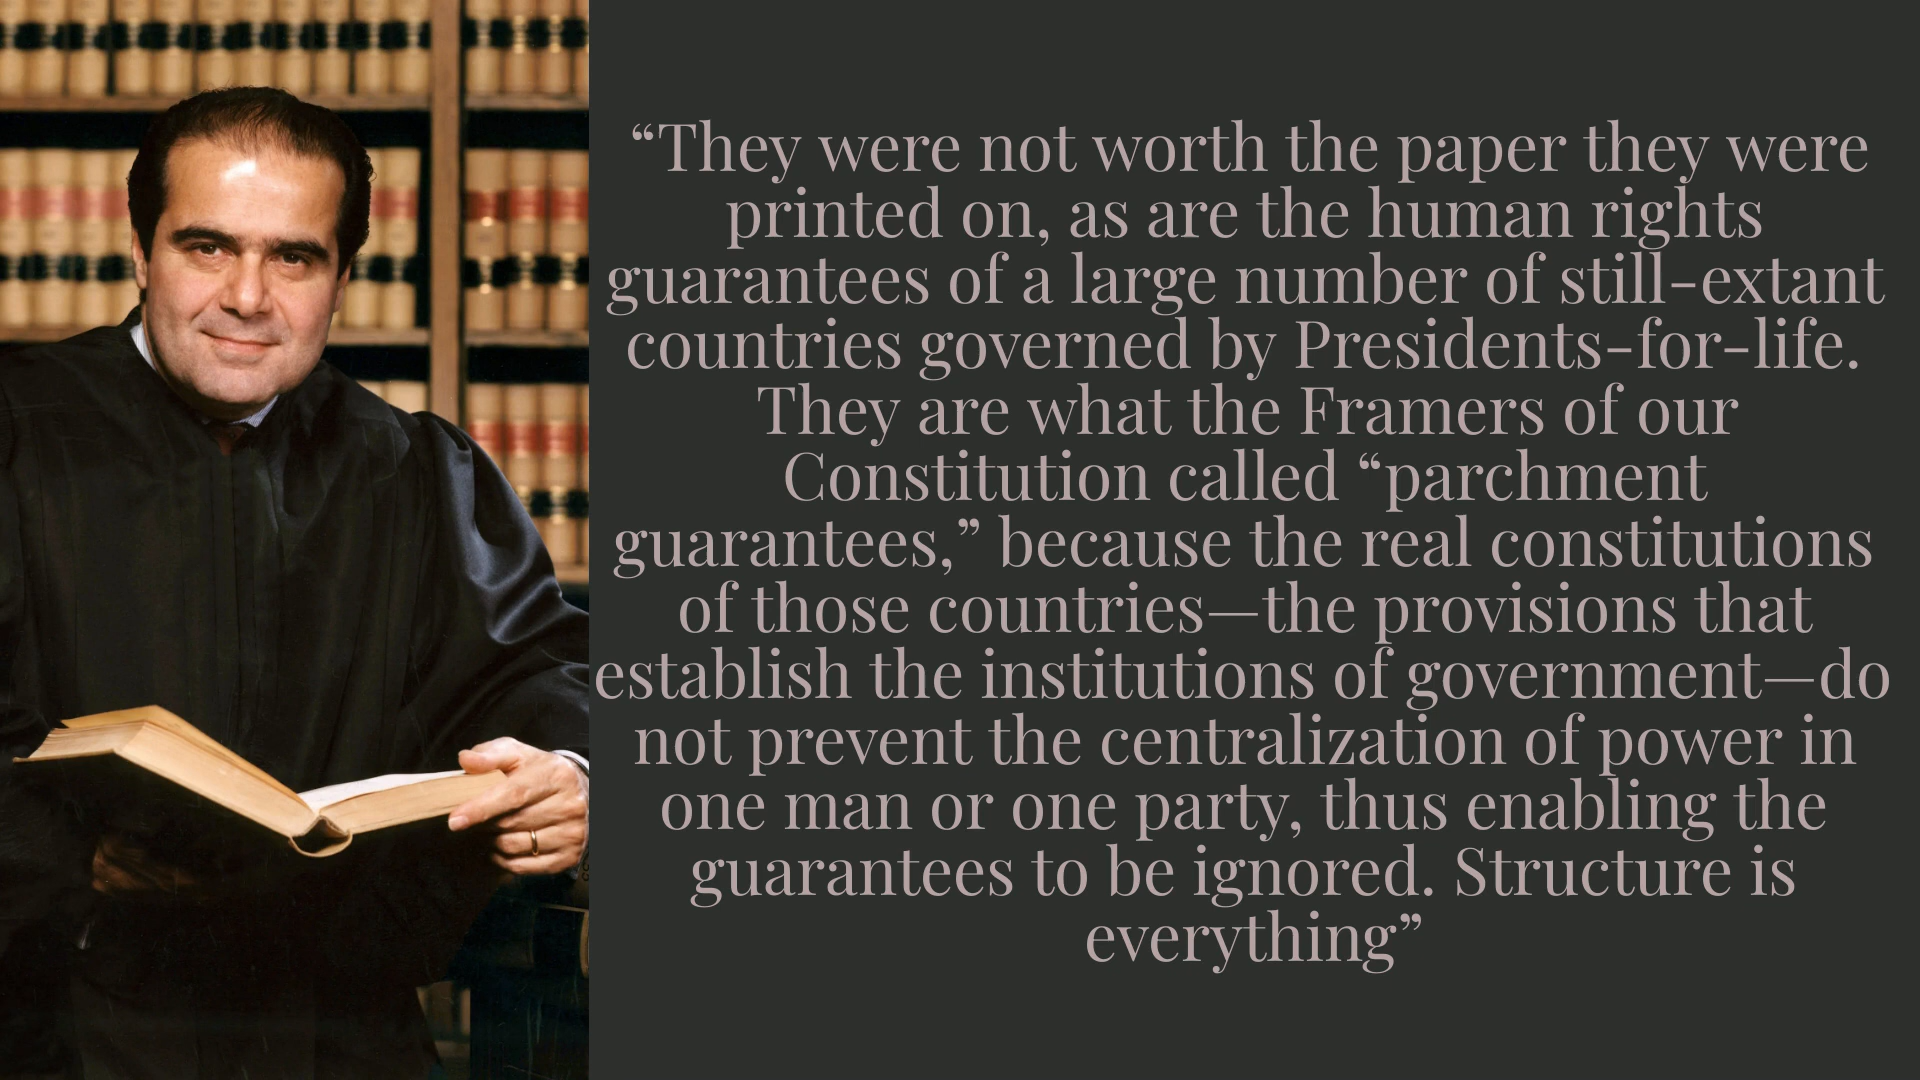 “They were not worth the paper they were
printed on, as are the human rights
guarantees of a large number of still-extant
countries governed by Presidents-for-life.
They are what the Framers of our
Constitution called “parchment
guarantees,” because the real constitutions
of those countries—the provisions that
establish the institutions of government—do
not prevent the centralization of power in
one man or one party, thus enabling the
guarantees to be ignored. Structure is
everything”